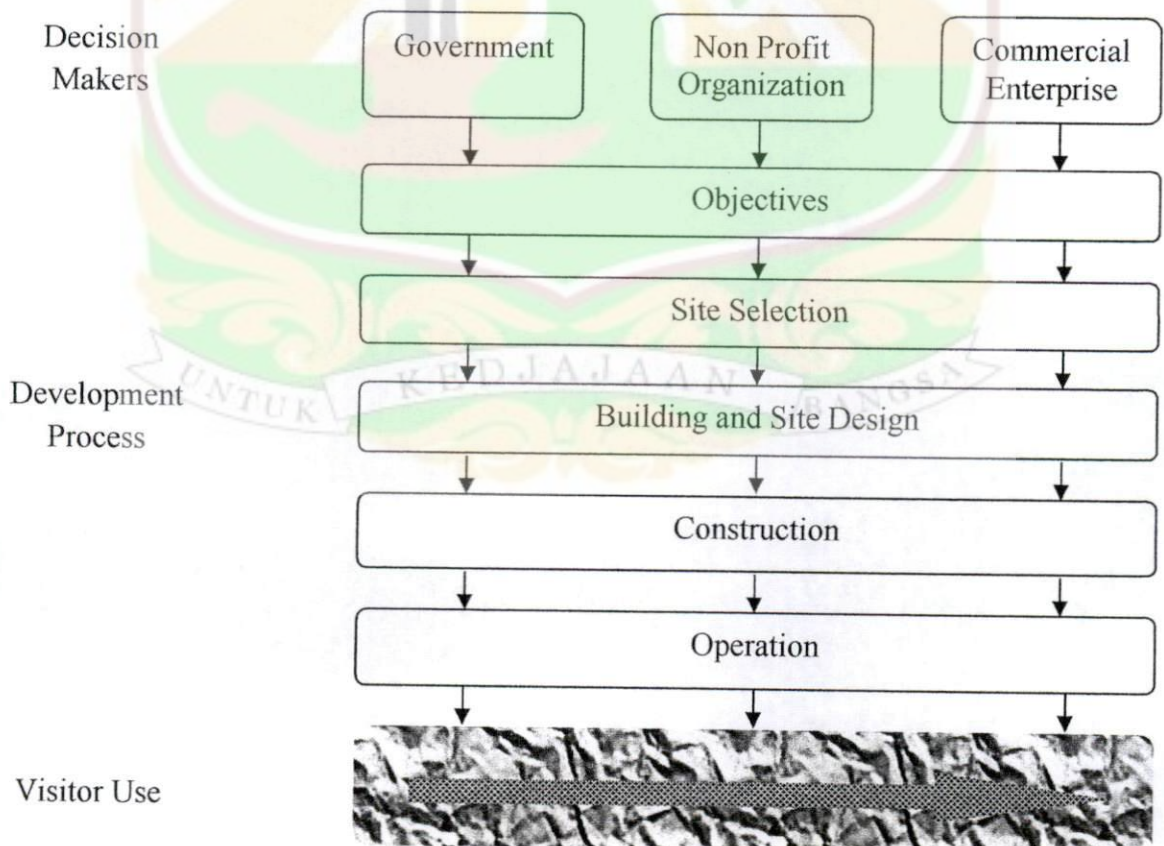 Decision
Makers
Government
Non Profit
Organization
Commercial
Enterprise
Objectives
Site Selection
UNTUK KEDJAJAAN BANGSA
Development
Process
Building and Site Design
Construction
Operation
Visitor Use